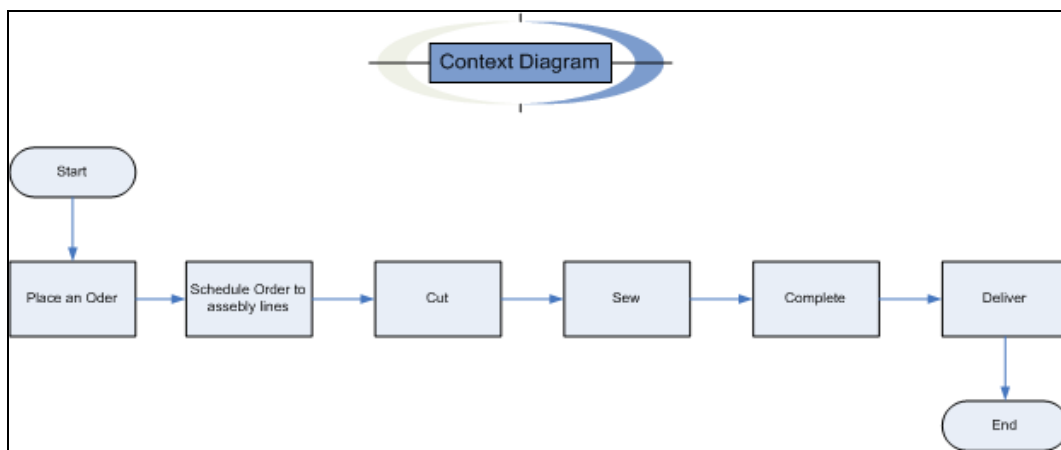 Context Diagram
Start
Place an Oder
Schedule Order to
assebly lines
Cut
Sew
Complete
Deliver
End